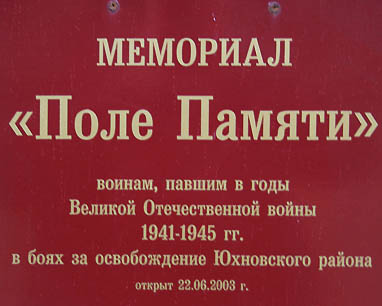 МЕМОРИАЛ
«Поле Памяти»
воинам, павшим в годы
Великой Отечественной войны
1941-1945 гг.
в боях за освобождение Юхновского района
открыт 22.06.2003 г.